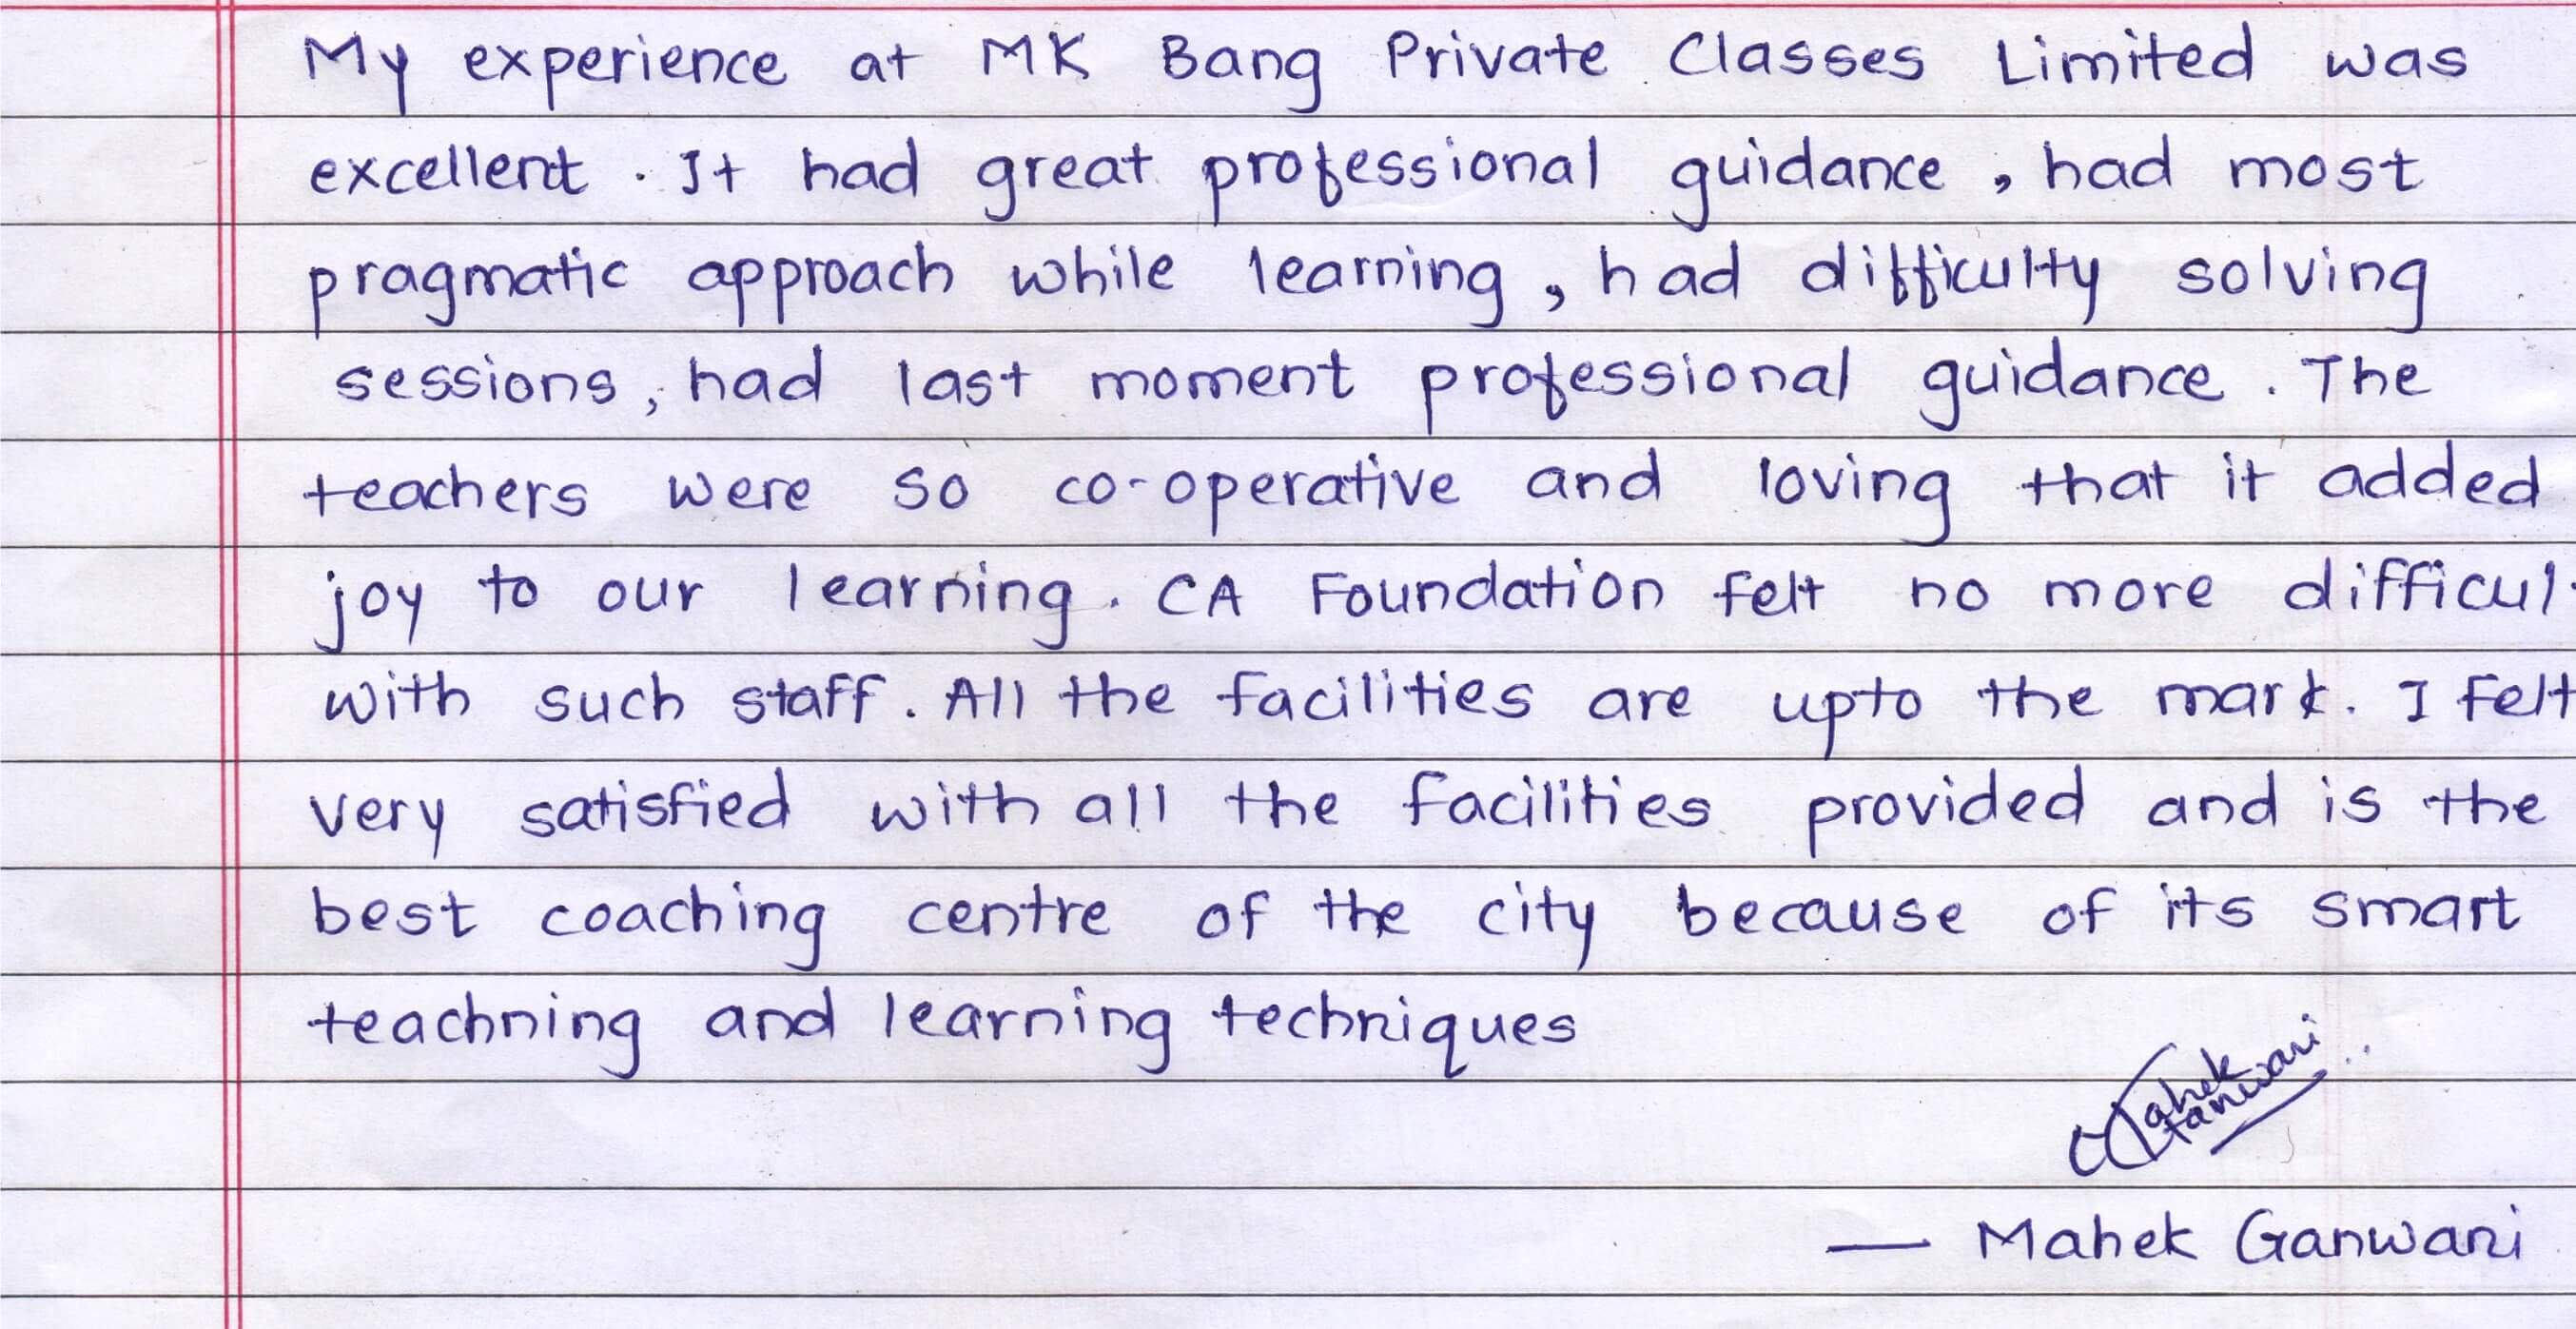 My experience at MK Bang Private Classes Limited was
excellent. It had great professional guidance, had most
pragmatic approach while learning, had difficulty solving
sessions, had last moment professional guidance. The
teachers were so co-operative and loving that it added
joy to our learning. CA Foundation felt no more difficul
with such staff. All the facilities are upto the mark. I felt
very satisfied with all the facilities provided and is the
best coaching centre of the city because of its smart
teachning and learning techniques
Mahek
Ganwani
— Mahek Ganwani